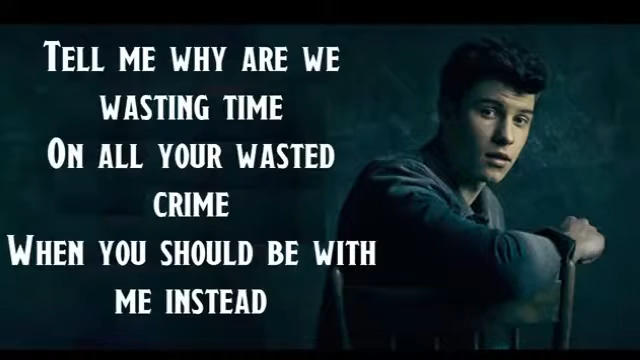 Tell me why are we
wasting time
On all your wasted
crime
When you should be with
me instead